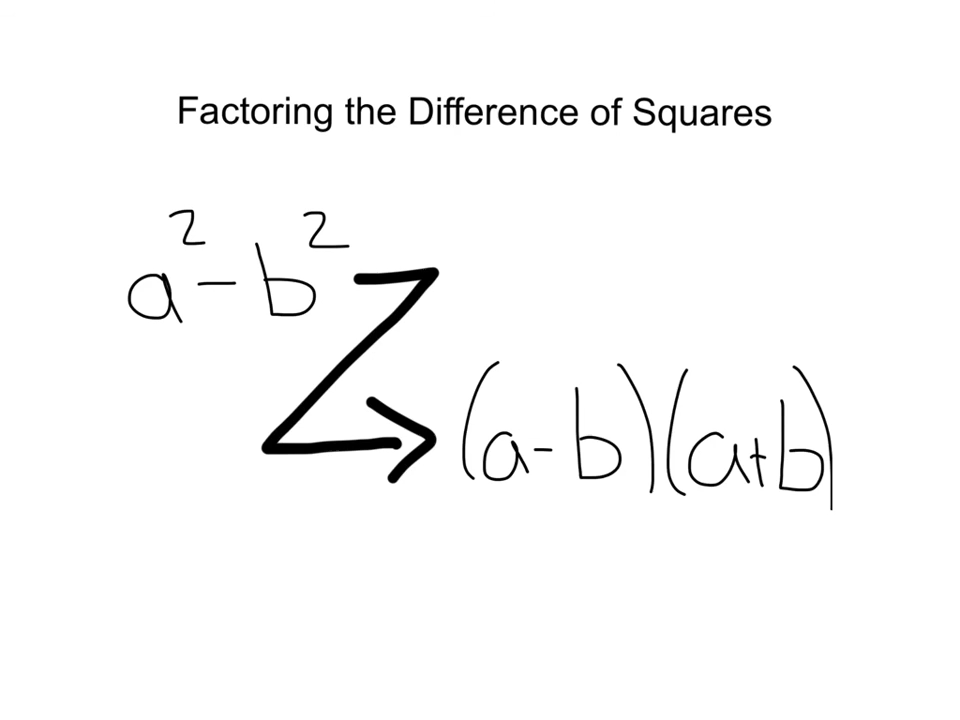 Factoring the Difference of Squares
a² - b²
(a - b)(a + b)